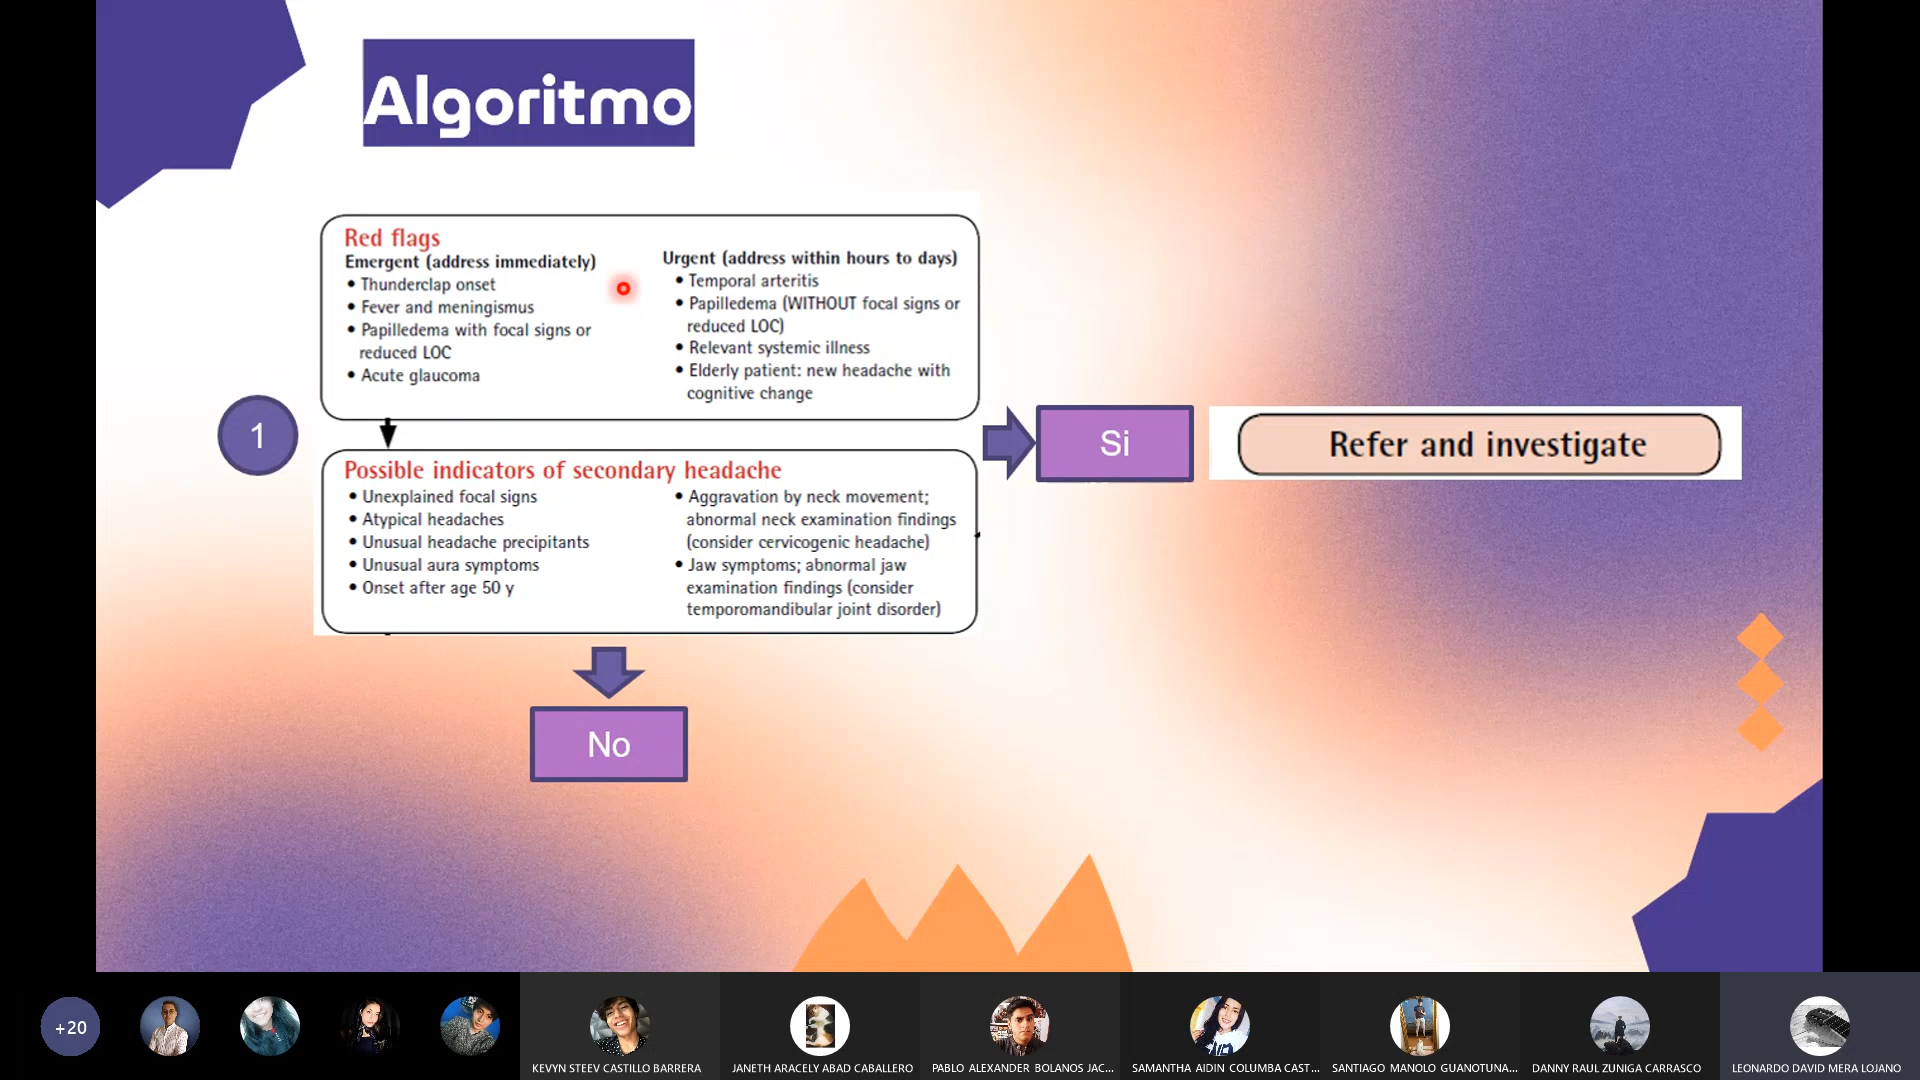 Algoritmo
Red flags
Emergent (address immediately)
• Thunderclap onset
• Fever and meningismus
• Papilledema with focal signs or
reduced LOC
• Acute glaucoma
Urgent (address within hours to days)
• Temporal arteritis
• Papilledema (WITHOUT focal signs or
reduced LOC)
• Relevant systemic illness
• Elderly patient: new headache with
cognitive change
1
Possible indicators of secondary headache
• Unexplained focal signs
• Atypical headaches
• Unusual headache precipitants
• Unusual aura symptoms
• Onset after age 50 y
• Aggravation by neck movement;
abnormal neck examination findings
(consider cervicogenic headache)
• Jaw symptoms; abnormal jaw
examination findings (consider
temporomandibular joint disorder)
Si
Refer and investigate
No
+20
KEVYN STEEV CASTILLO BARRERA
JANETH ARACELY ABAD CABALLERO
PABLO ALEXANDER BOLANOS JAC...
SAMANTHA AIDIN COLUMBA CAST...
SANTIAGO MANOLO GUANOTUNA...
DANNY RAUL ZUNIGA CARRASCO
LEONARDO DAVID MERA LOJANO